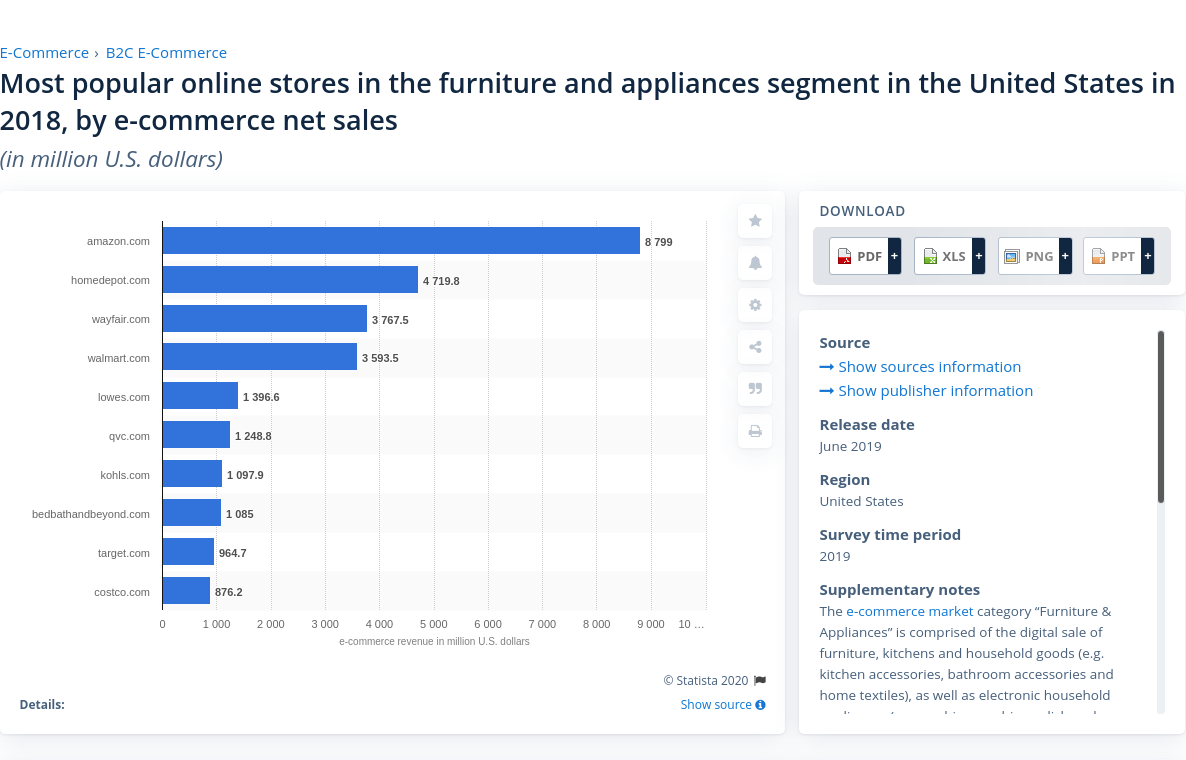 E-Commerce › B2C E-Commerce
Most popular online stores in the furniture and appliances segment in the United States in
2018, by e-commerce net sales
(in million U.S. dollars)
amazon.com 8 799
homedepot.com 4 719.8
wayfair.com 3 767.5
walmart.com 3 593.5
lowes.com 1 396.6
qvc.com 1 248.8
kohls.com 1 097.9
bedbathandbeyond.com 1 085
target.com 964.7
costco.com 876.2
0 1 000 2 000 3 000 4 000 5 000 6 000 7 000 8 000 9 000 10 …
e-commerce revenue in million U.S. dollars
© Statista 2020
Details: Show source
DOWNLOAD
PDF + XLS + PNG + PPT +
Source
Show sources information
Show publisher information
Release date
June 2019
Region
United States
Survey time period
2019
Supplementary notes
The e-commerce market category “Furniture &
Appliances” is comprised of the digital sale of
furniture, kitchens and household goods (e.g.
kitchen accessories, bathroom accessories and
home textiles), as well as electronic household